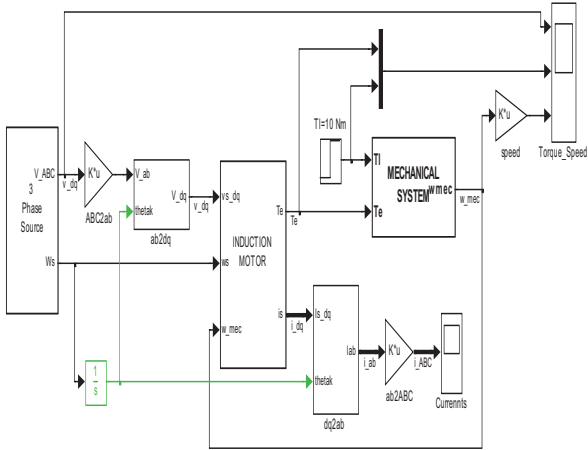 V_ABC
v_dq
3
Phase
Source
Ws
K*u
ABC2ab
V_ab
thetak
V_dq
v_dq
ab2dq
vs_dq
ws
w_mec
INDUCTION
MOTOR
Te
Te
is
i_dq
1
s
Is_dq
thetak
Iab
i_ab
dq2ab
K*u
ab2ABC
i_ABC
Currennts
Tl=10 Nm
Tl
Te
MECHANICAL
SYSTEM
wmec
w_mec
K*u
speed
Torque_Speed